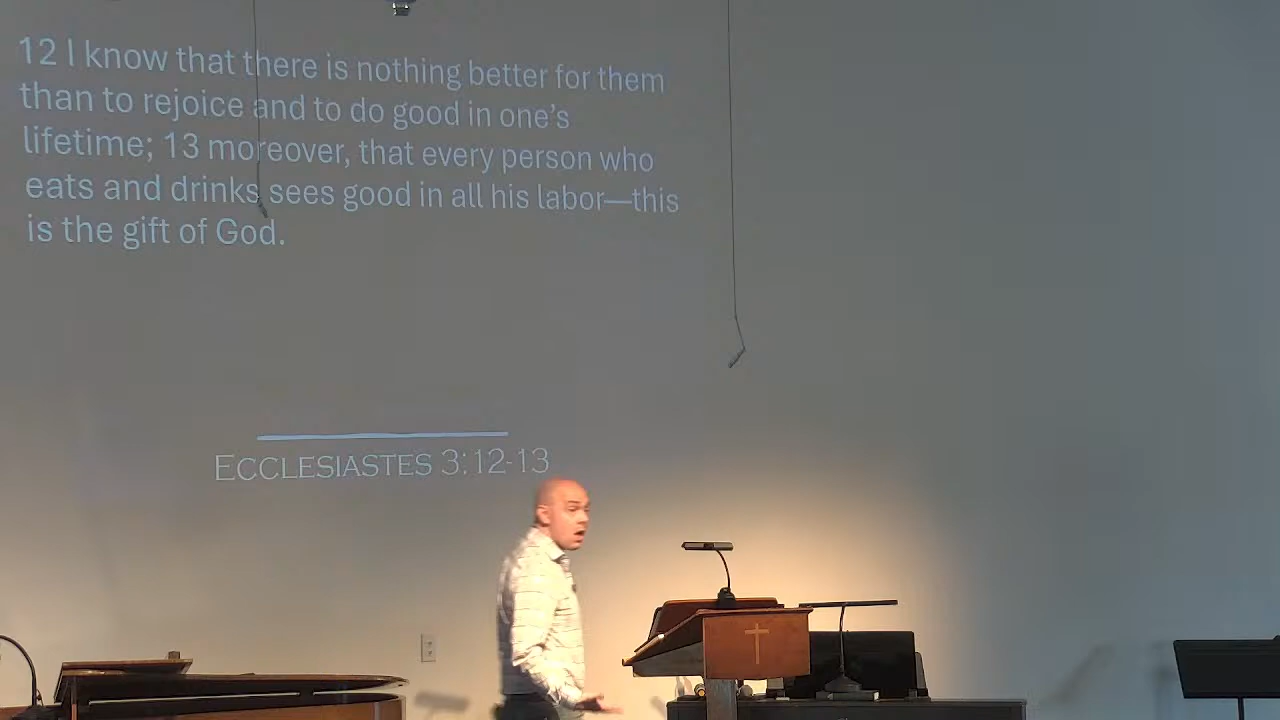 12 I know that there is nothing better for them
than to rejoice and to do good in one’s
lifetime; 13 moreover, that every person who
eats and drinks sees good in all his labor—this
is the gift of God.
Ecclesiastes 3:12-13